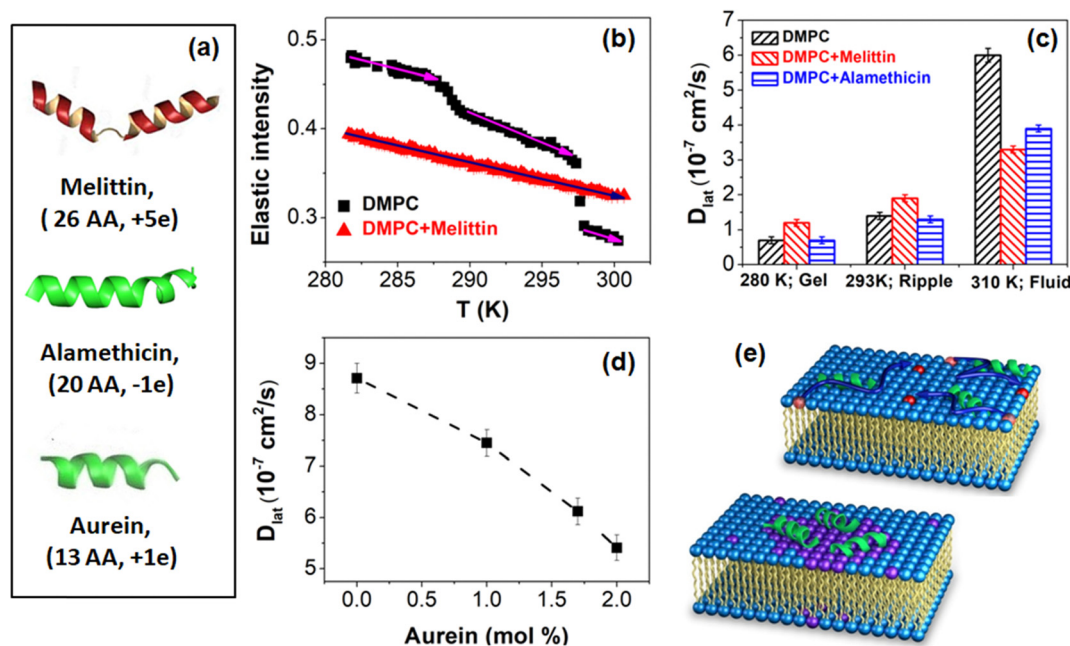 (a)
Melittin,
( 26 AA, +5e)
Alamethicin,
(20 AA, -1e)
Aurein,
(13 AA, +1e)
(b)
Elastic intensity
0.5
0.4
0.3
DMPC
DMPC+Melittin
280 285 290 295 300
T (K)
(c)
D_lat (10^-7 cm^2/s)
7
6
5
4
3
2
1
0
DMPC
DMPC+Melittin
DMPC+Alamethicin
280 K; Gel 293K; Ripple 310 K; Fluid
(d)
D_lat (10^-7 cm^2/s)
9
8
7
6
5
0.0 0.5 1.0 1.5 2.0
Aurein (mol %)
(e)